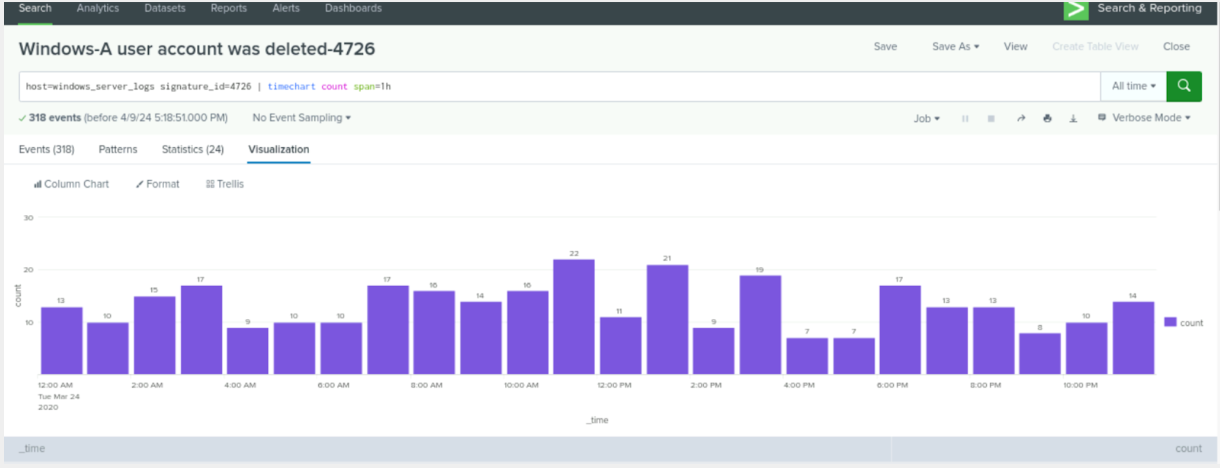 Search Analytics Datasets Reports Alerts Dashboards > Search & Reporting
Windows-A user account was deleted-4726 Save Save As ▾ View Create Table View Close
host=windows_server_logs signature_id=4726 | timechart count span=1h All time ▾
✓ 318 events (before 4/9/24 5:18:51.000 PM) No Event Sampling ▾ Job ▾ Verbose Mode ▾
Events (318) Patterns Statistics (24) Visualization
Column Chart Format Trellis
30
20
10
count
13 10 15 17 9 10 10 17 16 14 16 22 11 21 9 19 7 7 17 13 13 8 10 14
count
12:00 AM 2:00 AM 4:00 AM 6:00 AM 8:00 AM 10:00 AM 12:00 PM 2:00 PM 4:00 PM 6:00 PM 8:00 PM 10:00 PM
Tue Mar 24
2020
_time
_time count